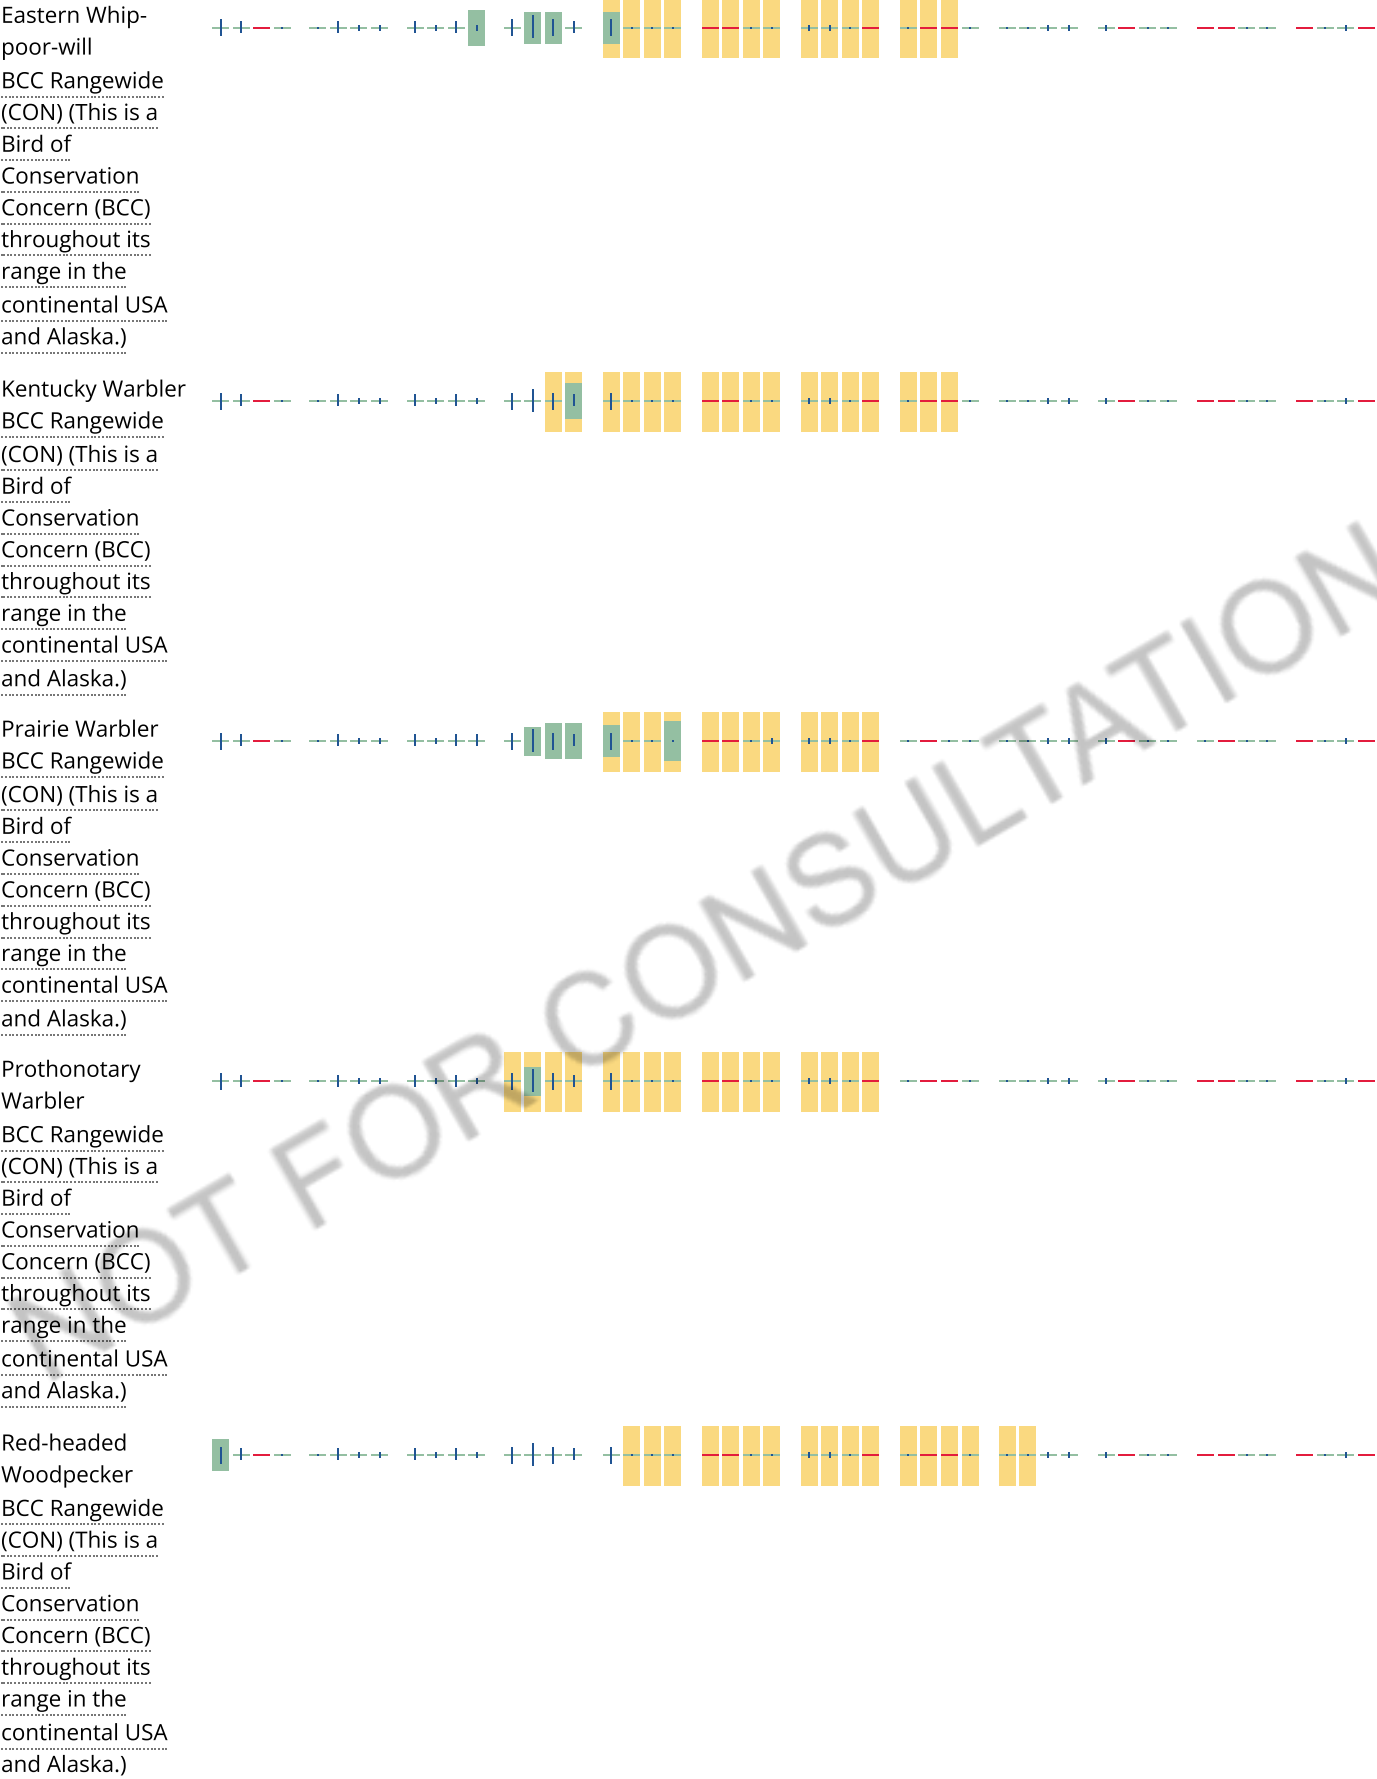 Eastern Whip-
poor-will
BCC Rangewide
(CON) (This is a
Bird of
Conservation
Concern (BCC)
throughout its
range in the
continental USA
and Alaska.)
Kentucky Warbler
BCC Rangewide
(CON) (This is a
Bird of
Conservation
Concern (BCC)
throughout its
range in the
continental USA
and Alaska.)
Prairie Warbler
BCC Rangewide
(CON) (This is a
Bird of
Conservation
Concern (BCC)
throughout its
range in the
continental USA
and Alaska.)
Prothonotary
Warbler
BCC Rangewide
(CON) (This is a
Bird of
Conservation
Concern (BCC)
throughout its
range in the
continental USA
and Alaska.)
Red-headed
Woodpecker
BCC Rangewide
(CON) (This is a
Bird of
Conservation
Concern (BCC)
throughout its
range in the
continental USA
and Alaska.)
NOT FOR CONSULTATION